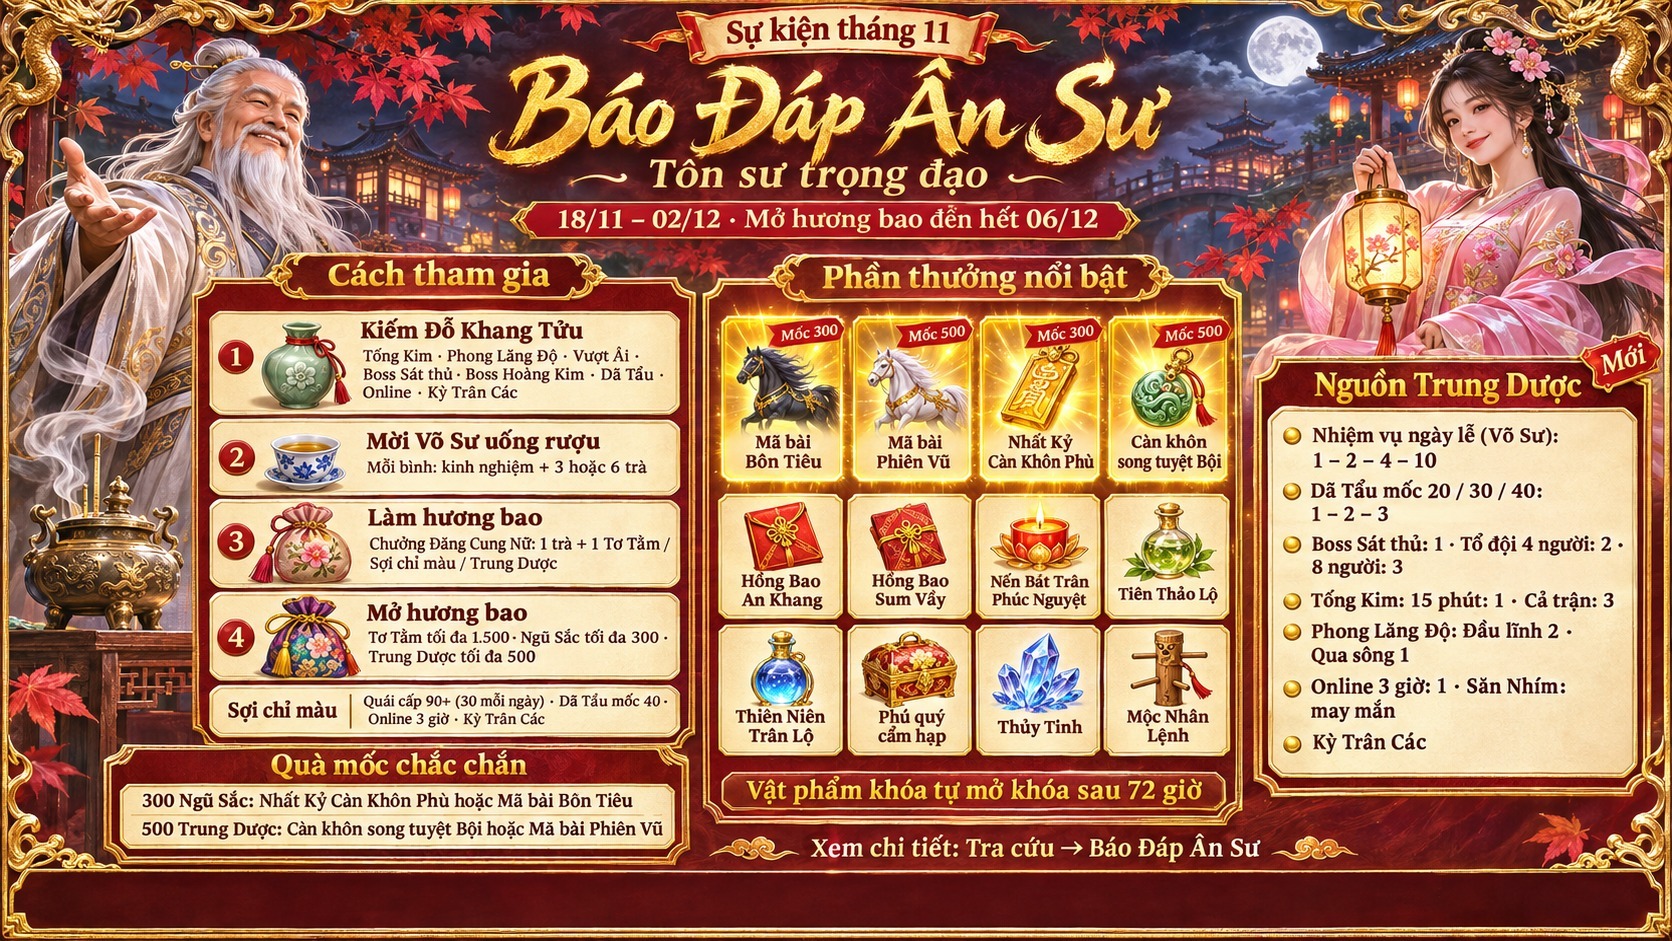 Sự kiện tháng 11
Báo Đáp Ân Sư
Tôn sư trọng đạo
18/11 – 02/12 · Mở hương bao đến hết 06/12
Cách tham gia
1
Kiếm Đỗ Khang Tửu
Tống Kim · Phong Lăng Độ · Vượt Ải ·
Boss Sát thủ · Boss Hoàng Kim · Dã Tẩu ·
Online · Kỳ Trân Các
2
Mời Võ Sư uống rượu
Mỗi bình: kinh nghiệm + 3 hoặc 6 trà
3
Làm hương bao
Chưởng Đăng Cung Nữ: 1 trà + 1 Tơ Tằm /
Sợi chỉ màu / Trung Dược
4
Mở hương bao
Tơ Tằm tối đa 1.500 · Ngũ Sắc tối đa 300 ·
Trung Dược tối đa 500
Sợi chỉ màu
Quái cấp 90+ (30 mỗi ngày) · Dã Tẩu mốc 40 ·
Online 3 giờ · Kỳ Trân Các
Quà mốc chắc chắn
300 Ngũ Sắc: Nhất Kỷ Càn Khôn Phù hoặc Mã bài Bôn Tiêu
500 Trung Dược: Càn khôn song tuyệt Bội hoặc Mã bài Phiên Vũ
Phần thưởng nổi bật
Mốc 300
Mã bài
Bôn Tiêu
Mốc 500
Mã bài
Phiên Vũ
Mốc 300
Nhất Kỷ
Càn Khôn Phù
Mốc 500
Càn khôn
song tuyệt Bội
Hồng Bao
An Khang
Hồng Bao
Sum Vầy
Nến Bát Trân
Phúc Nguyệt
Tiên Thảo Lộ
Thiên Niên
Trân Lộ
Phú quý
cẩm hạp
Thủy Tinh
Mộc Nhân
Lệnh
Vật phẩm khóa tự mở khóa sau 72 giờ
Xem chi tiết: Tra cứu → Báo Đáp Ân Sư
Mới
Nguồn Trung Dược
Nhiệm vụ ngày lễ (Võ Sư):
1 – 2 – 4 – 10
Dã Tẩu mốc 20 / 30 / 40:
1 – 2 – 3
Boss Sát thủ: 1 · Tổ đội 4 người: 2 ·
8 người: 3
Tống Kim: 15 phút: 1 · Cả trận: 3
Phong Lăng Độ: Đầu lĩnh 2 ·
Qua sông 1
Online 3 giờ: 1 · Săn Nhím:
may mắn
Kỳ Trân Các